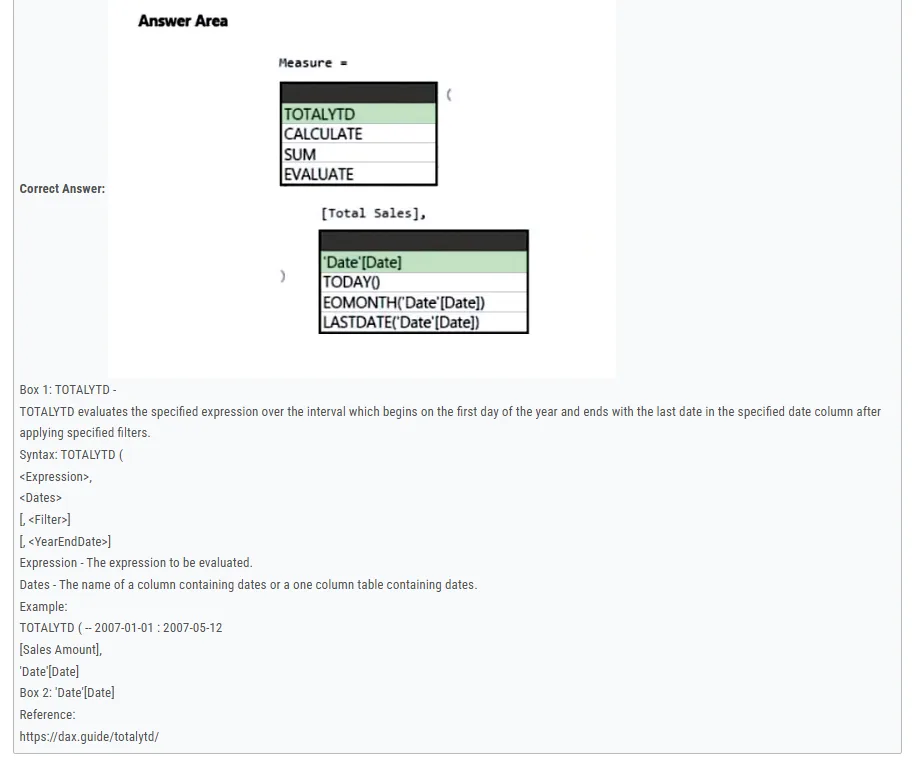 Answer Area
Measure =
(
TOTALYTD
CALCULATE
SUM
EVALUATE
Correct Answer:
[Total Sales],
'Date'[Date]
)
TODAY()
EOMONTH('Date'[Date])
LASTDATE('Date'[Date])
Box 1: TOTALYTD -
TOTALYTD evaluates the specified expression over the interval which begins on the first day of the year and ends with the last date in the specified date column after
applying specified filters.
Syntax: TOTALYTD (
<Expression>,
<Dates>
[, <Filter>]
[, <YearEndDate>]
Expression - The expression to be evaluated.
Dates - The name of a column containing dates or a one column table containing dates.
Example:
TOTALYTD ( -- 2007-01-01 : 2007-05-12
[Sales Amount],
'Date'[Date]
Box 2: 'Date'[Date]
Reference:
https://dax.guide/totalytd/